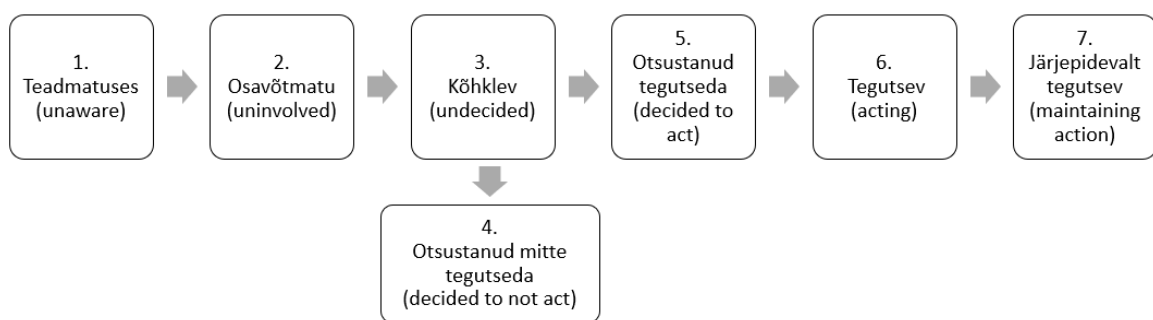 1.
Teadmatuses
(unaware)
2.
Osavõtmatu
(uninvolved)
3.
Kõhklev
(undecided)
5.
Otsustanud
tegutseda
(decided to
act)
6.
Tegutsev
(acting)
7.
Järjepidevalt
tegutsev
(maintaining
action)
4.
Otsustanud mitte
tegutseda
(decided to not act)